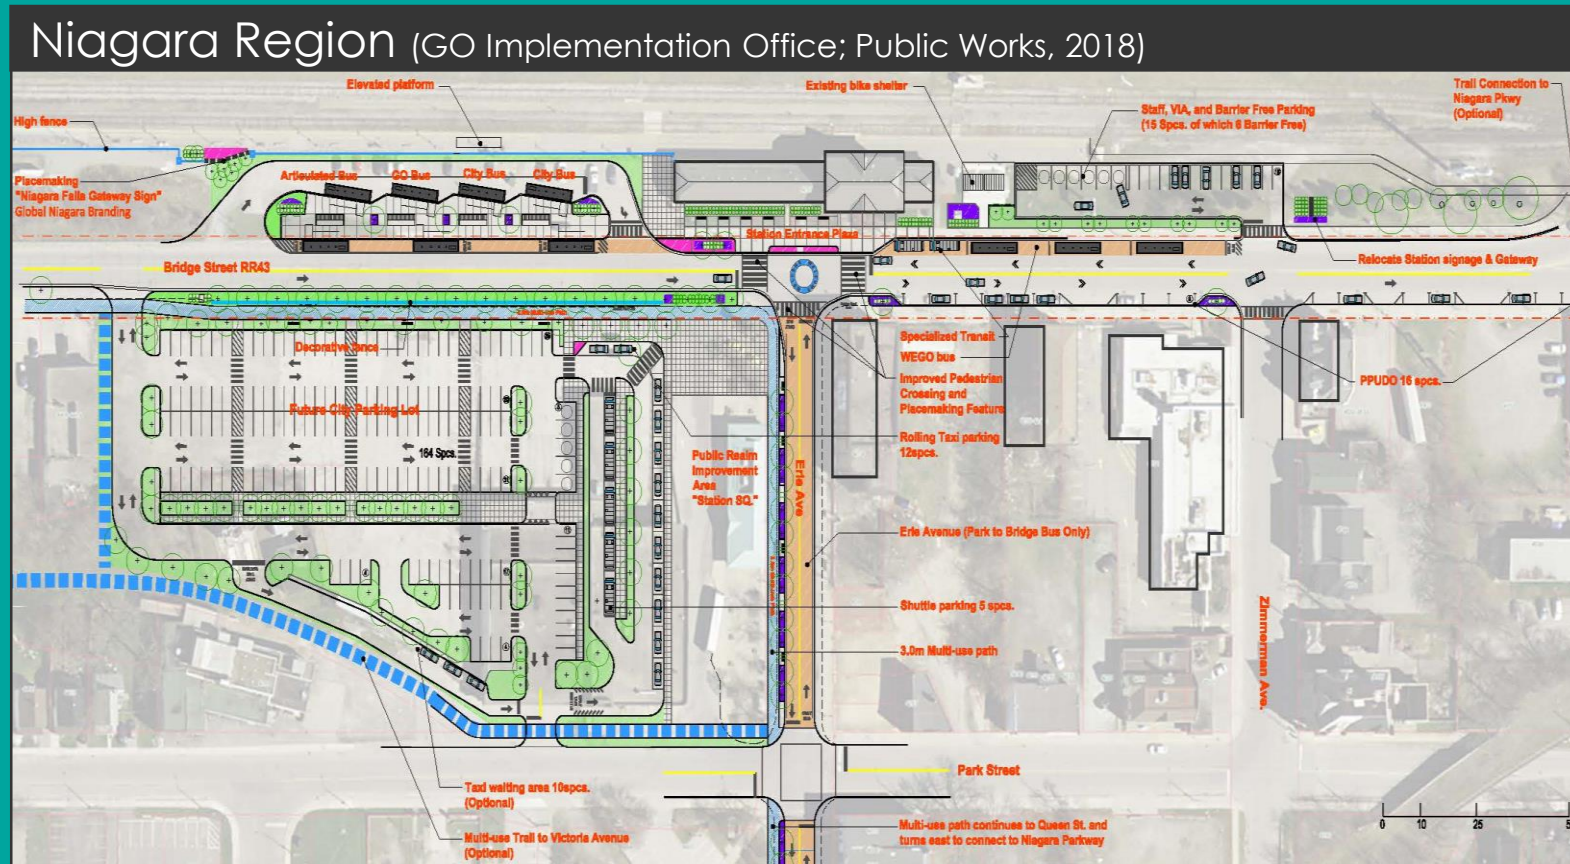 Niagara Region (GO Implementation Office; Public Works, 2018)
Elevated platform
Existing bike shelter
Trail Connection to
Niagara Pkwy
(Optional)
High fence
Staff, VIA, and Barrier Free Parking
(15 Spcs. of which 6 Barrier Free)
Placemaking
"Niagara Falls Gateway Sign"
Global Niagara Branding
Articulated Bus
GO Bus
City Bus
City Bus
Station Entrance Plaza
Bridge Street RR43
Relocate Station signage & Gateway
Decorative fence
Specialized Transit
WEGO bus
Improved Pedestrian
Crossing and
Placemaking Feature
PPUDO 16 spcs.
Future City Parking Lot
164 Spcs.
Rolling Taxi parking
12spcs.
Public Realm
Improvement
Area
"Station SQ."
Erie Ave
Erie Avenue (Park to Bridge Bus Only)
Shuttle parking 5 spcs.
3.0m Multi-use path
Zimmerman Ave.
Park Street
Taxi waiting area 10spcs.
(Optional)
Multi-use Trail to Victoria Avenue
(Optional)
Multi-use path continues to Queen St. and
turns east to connect to Niagara Parkway
0 10 25